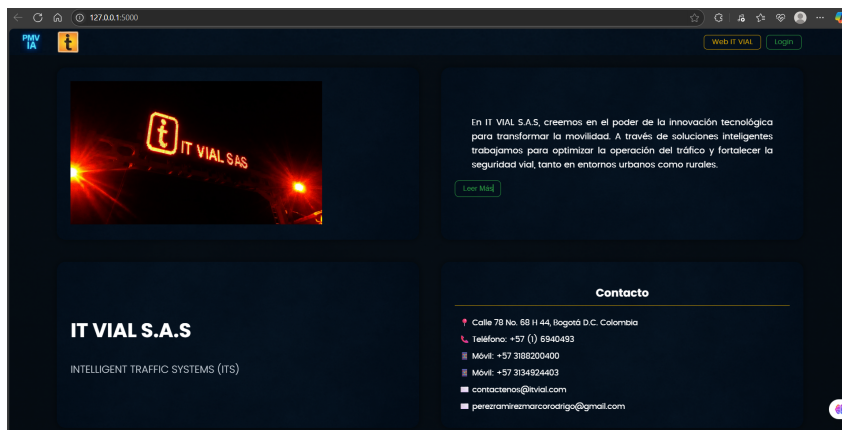 127.0.0.1:5000
PMV
IA
t
Web IT VIAL
Login
t IT VIAL SAS
En IT VIAL S.A.S, creemos en el poder de la innovación tecnológica
para transformar la movilidad. A través de soluciones inteligentes
trabajamos para optimizar la operación del tráfico y fortalecer la
seguridad vial, tanto en entornos urbanos como rurales.
Leer Más
IT VIAL S.A.S
INTELLIGENT TRAFFIC SYSTEMS (ITS)
Contacto
Calle 78 No. 68 H 44, Bogotá D.C. Colombia
Teléfono: +57 (1) 6940493
Móvil: +57 3188200400
Móvil: +57 3134924403
contactenos@itvial.com
perezramirezmarcorodrigo@gmail.com